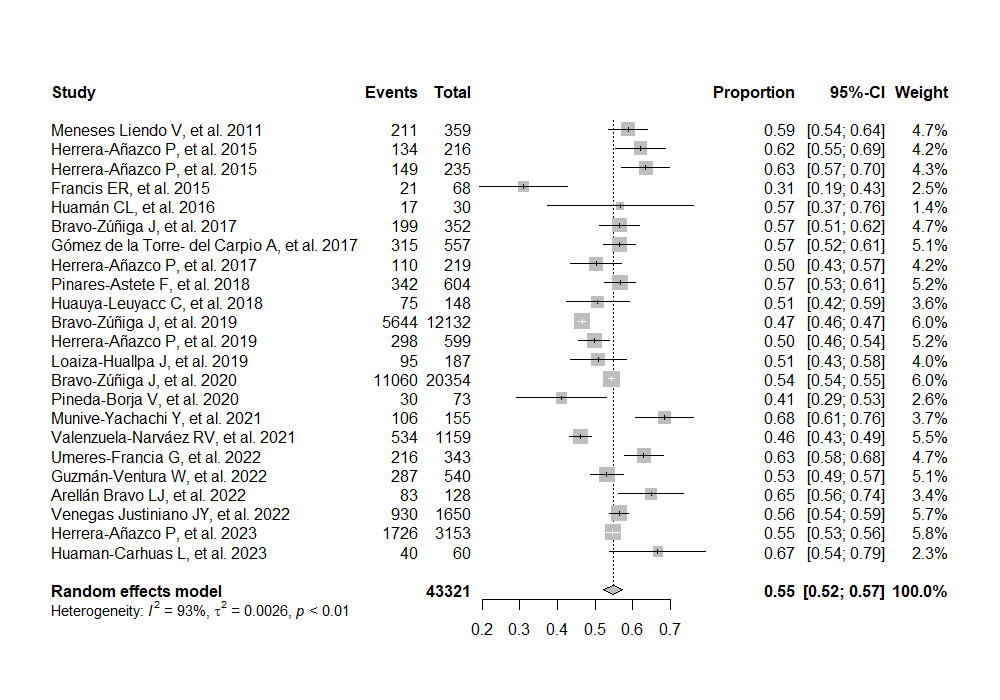 Study Events Total Proportion 95%-CI Weight
Meneses Liendo V, et al. 2011 211 359 0.59 [0.54; 0.64] 4.7%
Herrera-Añazco P, et al. 2015 134 216 0.62 [0.55; 0.69] 4.2%
Herrera-Añazco P, et al. 2015 149 235 0.63 [0.57; 0.70] 4.3%
Francis ER, et al. 2015 21 68 0.31 [0.19; 0.43] 2.5%
Huamán CL, et al. 2016 17 30 0.57 [0.37; 0.76] 1.4%
Bravo-Zúñiga J, et al. 2017 199 352 0.57 [0.51; 0.62] 4.7%
Gómez de la Torre- del Carpio A, et al. 2017 315 557 0.57 [0.52; 0.61] 5.1%
Herrera-Añazco P, et al. 2017 110 219 0.50 [0.43; 0.57] 4.2%
Pinares-Astete F, et al. 2018 342 604 0.57 [0.53; 0.61] 5.2%
Huauya-Leuyacc C, et al. 2018 75 148 0.51 [0.42; 0.59] 3.6%
Bravo-Zúñiga J, et al. 2019 5644 12132 0.47 [0.46; 0.47] 6.0%
Herrera-Añazco P, et al. 2019 298 599 0.50 [0.46; 0.54] 5.2%
Loaiza-Huallpa J, et al. 2019 95 187 0.51 [0.43; 0.58] 4.0%
Bravo-Zúñiga J, et al. 2020 11060 20354 0.54 [0.54; 0.55] 6.0%
Pineda-Borja V, et al. 2020 30 73 0.41 [0.29; 0.53] 2.6%
Munive-Yachachi Y, et al. 2021 106 155 0.68 [0.61; 0.76] 3.7%
Valenzuela-Narváez RV, et al. 2021 534 1159 0.46 [0.43; 0.49] 5.5%
Umeres-Francia G, et al. 2022 216 343 0.63 [0.58; 0.68] 4.7%
Guzmán-Ventura W, et al. 2022 287 540 0.53 [0.49; 0.57] 5.1%
Arellán Bravo LJ, et al. 2022 83 128 0.65 [0.56; 0.74] 3.4%
Venegas Justiniano JY, et al. 2022 930 1650 0.56 [0.54; 0.59] 5.7%
Herrera-Añazco P, et al. 2023 1726 3153 0.55 [0.53; 0.56] 5.8%
Huaman-Carhuas L, et al. 2023 40 60 0.67 [0.54; 0.79] 2.3%
Random effects model 43321 0.55 [0.52; 0.57] 100.0%
Heterogeneity: I² = 93%, τ² = 0.0026, p < 0.01
0.2 0.3 0.4 0.5 0.6 0.7